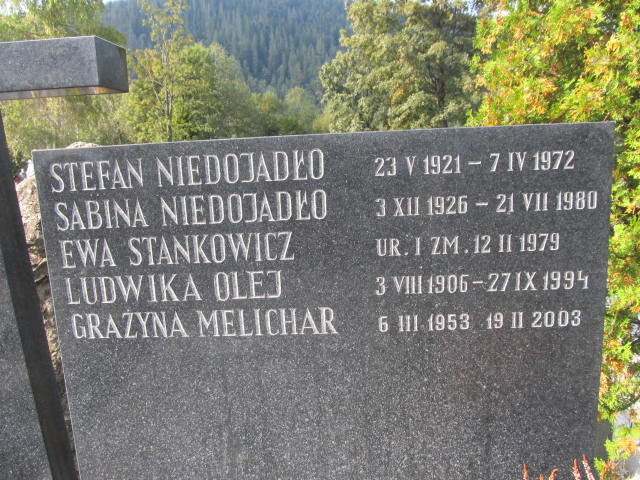 STEFAN NIEDOJADŁO 23 V 1921 – 7 IV 1972
SABINA NIEDOJADŁO 3 XII 1926 – 21 VII 1980
EWA STANKOWICZ UR. I ZM. 12 II 1979
LUDWIKA OLEJ 3 VIII 1906 – 27 IX 1994
GRAŻYNA MELICHAR 6 III 1953 19 II 2003